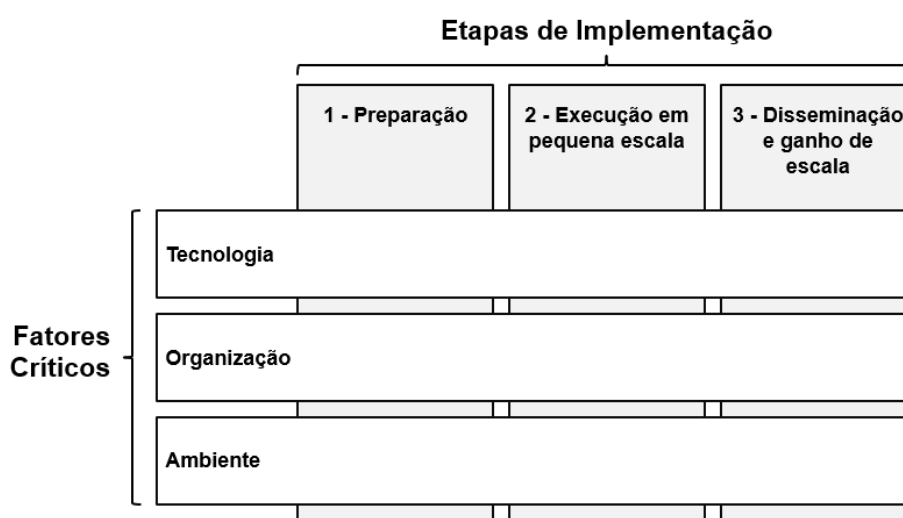 Etapas de Implementação
1 - Preparação
2 - Execução em
pequena escala
3 - Disseminação
e ganho de
escala
Tecnologia
Fatores
Críticos
Organização
Ambiente